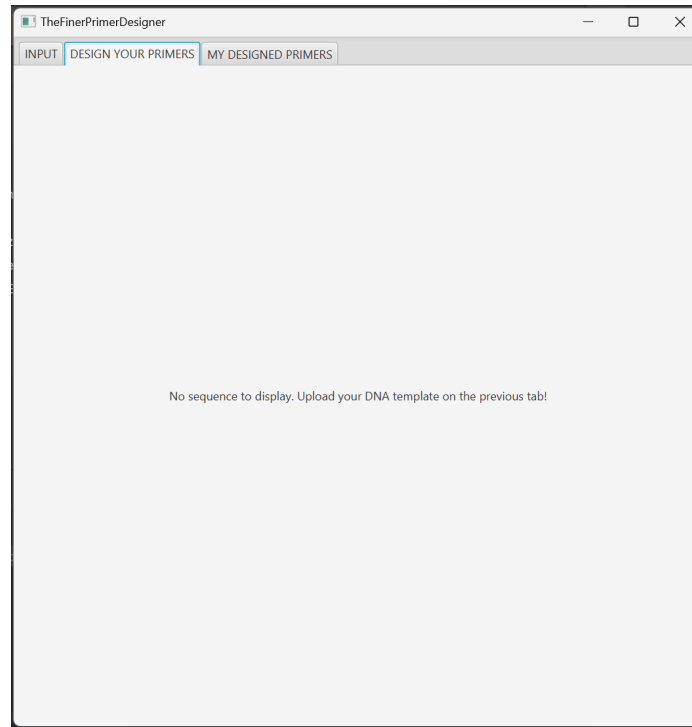 TheFinerPrimerDesigner
INPUT DESIGN YOUR PRIMERS MY DESIGNED PRIMERS
No sequence to display. Upload your DNA template on the previous tab!